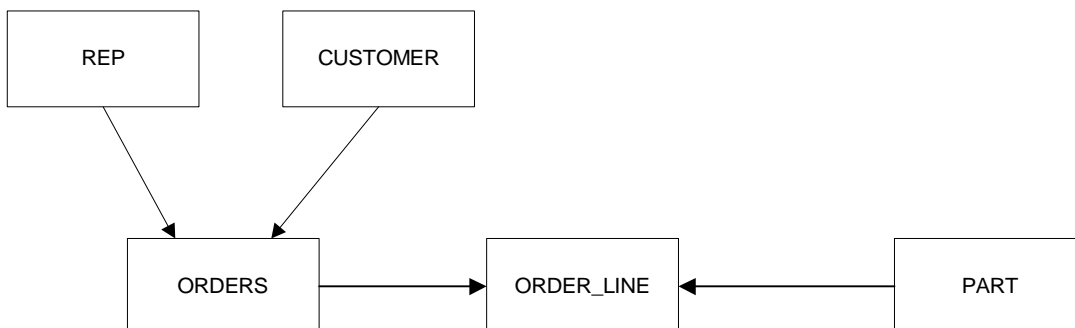 REP
CUSTOMER
ORDERS
ORDER_LINE
PART